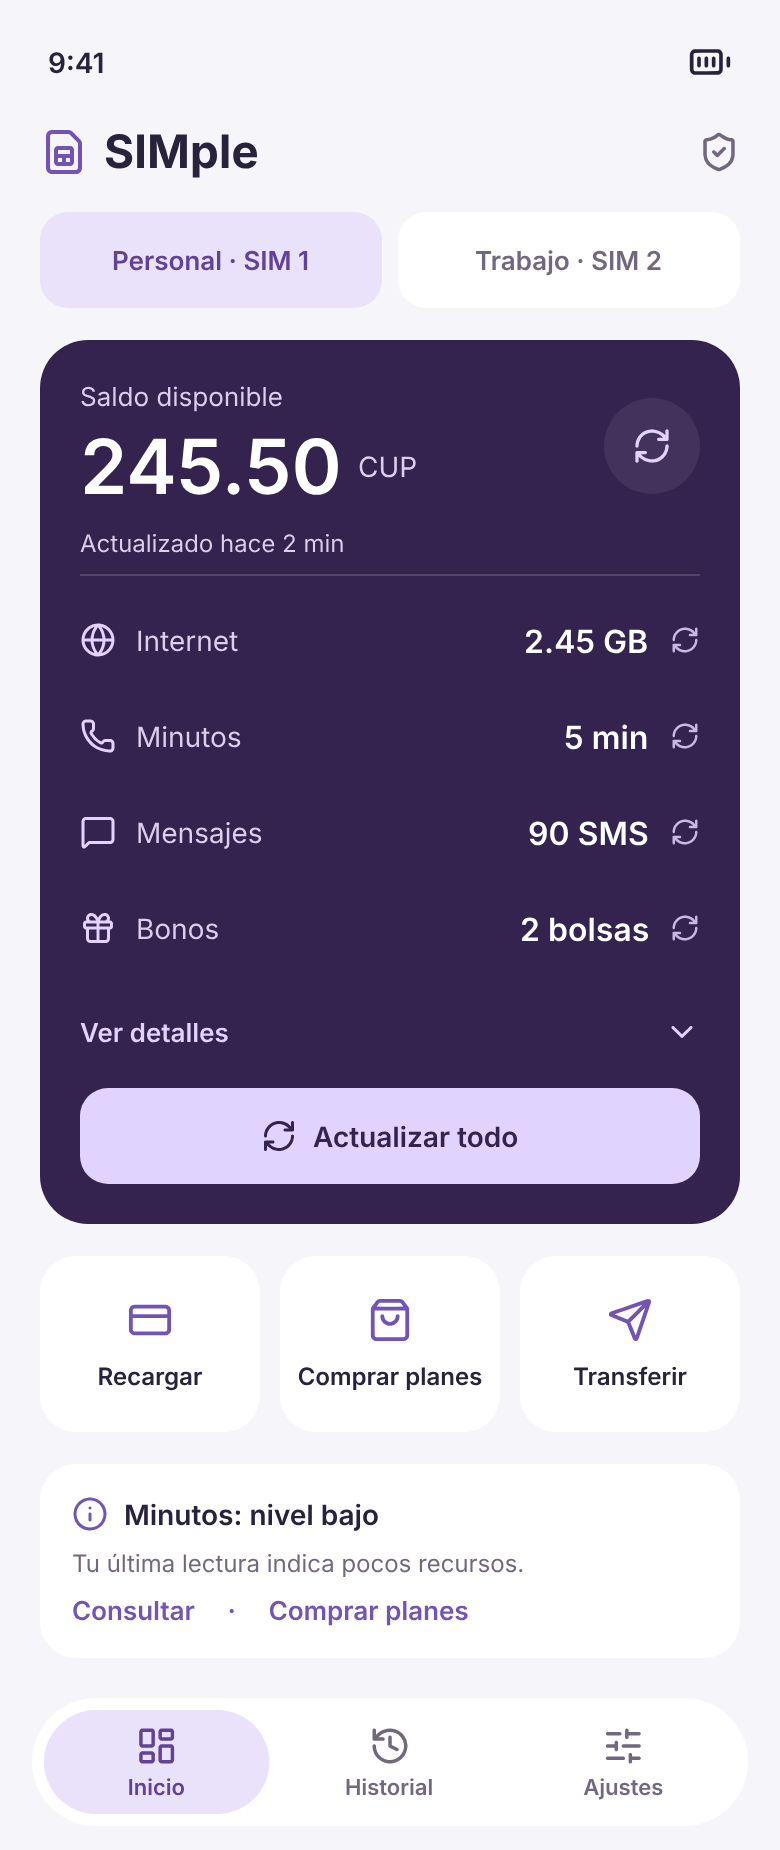 9:41
SIMple
Personal · SIM 1
Trabajo · SIM 2
Saldo disponible
245.50 CUP
Actualizado hace 2 min
Internet 2.45 GB
Minutos 5 min
Mensajes 90 SMS
Bonos 2 bolsas
Ver detalles
Actualizar todo
Recargar
Comprar planes
Transferir
Minutos: nivel bajo
Tu última lectura indica pocos recursos.
Consultar · Comprar planes
Inicio
Historial
Ajustes